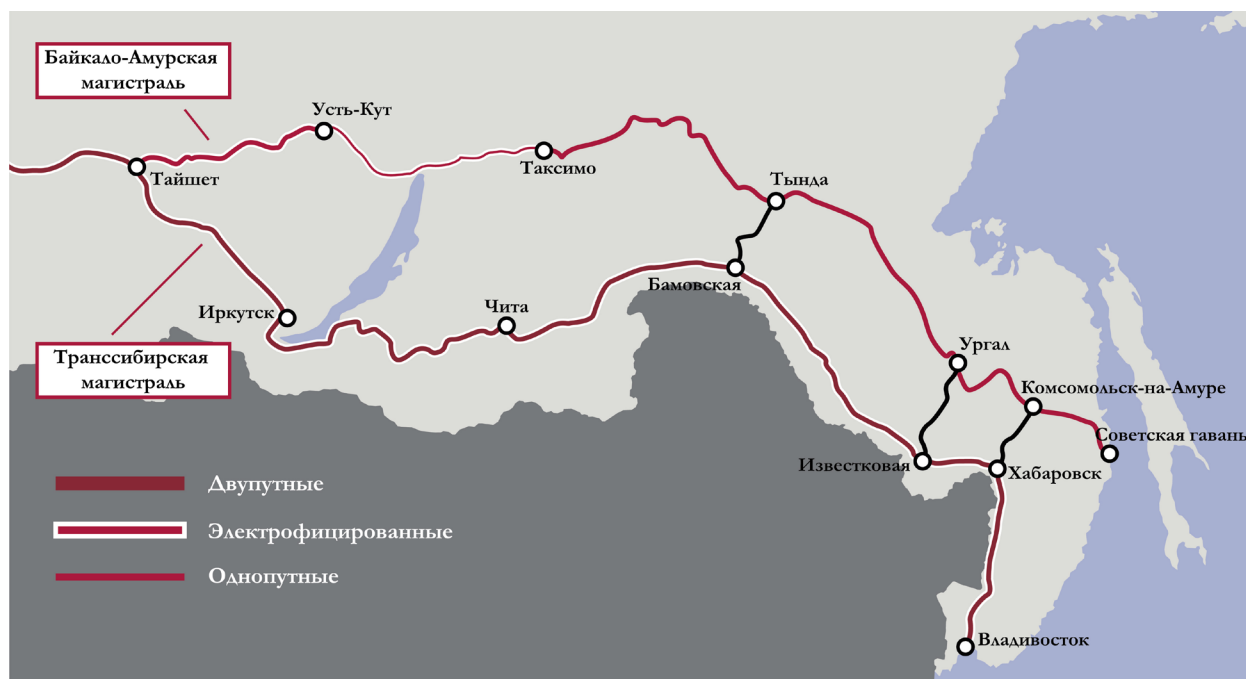 Байкало-Амурская
магистраль
Усть-Кут
Таксимо
Тайшет
Тында
Бамовская
Чита
Иркутск
Транссибирская
магистраль
Ургал
Комсомольск-на-Амуре
Советская гавань
Известковая
Хабаровск
Двупутные
Электрофицированные
Однопутные
Владивосток